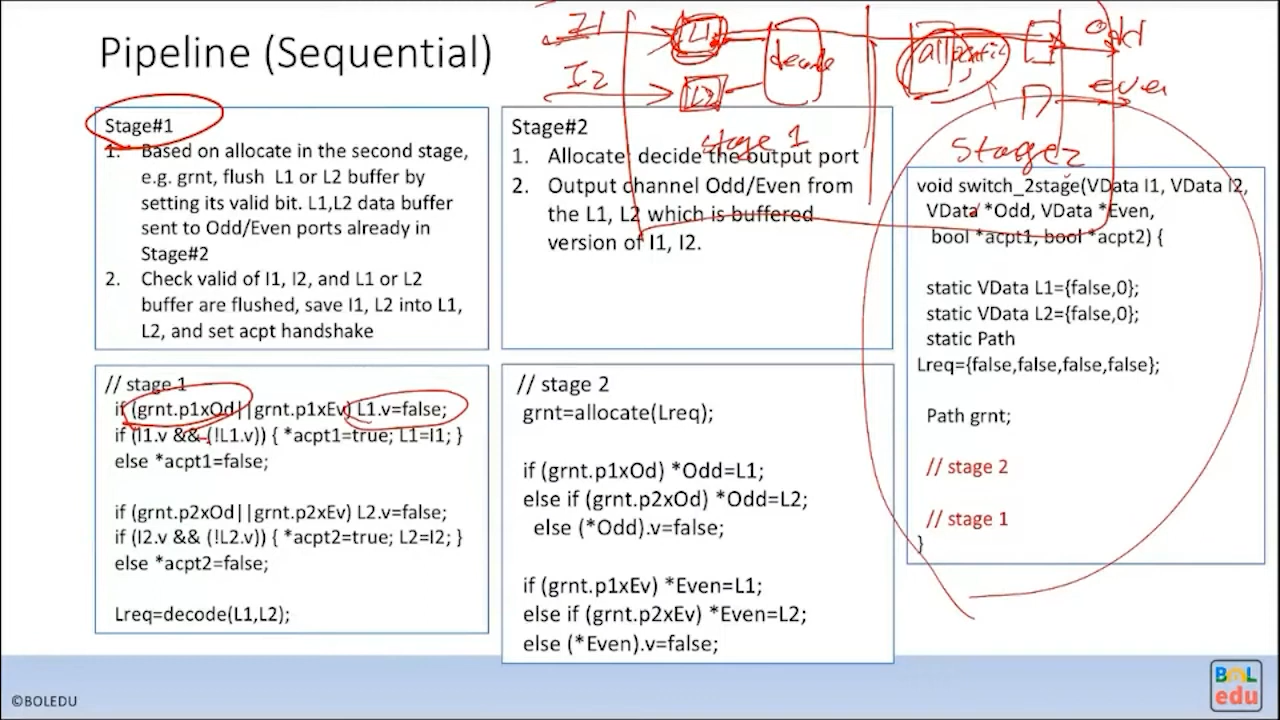 Pipeline (Sequential)
I1
L1
decode
allocate
odd
I2
L2
even
stage 1
Stage2
Stage#1
1. Based on allocate in the second stage,
e.g. grnt, flush L1 or L2 buffer by
setting its valid bit. L1,L2 data buffer
sent to Odd/Even ports already in
Stage#2
2. Check valid of I1, I2, and L1 or L2
buffer are flushed, save I1, L2 into L1,
L2, and set acpt handshake
Stage#2
1. Allocate decide the output port
2. Output channel Odd/Even from
the L1, L2 which is buffered
version of I1, I2.
// stage 1
if (grnt.p1xOd||grnt.p1xEv) L1.v=false;
if (I1.v && (!L1.v)) { *acpt1=true; L1=I1; }
else *acpt1=false;
if (grnt.p2xOd||grnt.p2xEv) L2.v=false;
if (I2.v && (!L2.v)) { *acpt2=true; L2=I2; }
else *acpt2=false;
Lreq=decode(L1,L2);
// stage 2
grnt=allocate(Lreq);
if (grnt.p1xOd) *Odd=L1;
else if (grnt.p2xOd) *Odd=L2;
else (*Odd).v=false;
if (grnt.p1xEv) *Even=L1;
else if (grnt.p2xEv) *Even=L2;
else (*Even).v=false;
void switch_2stage(VData I1, VData I2,
VData *Odd, VData *Even,
bool *acpt1, bool *acpt2) {
static VData L1={false,0};
static VData L2={false,0};
static Path
Lreq={false,false,false,false};
Path grnt;
// stage 2
// stage 1
}
©BOLEDU
BOL
edu